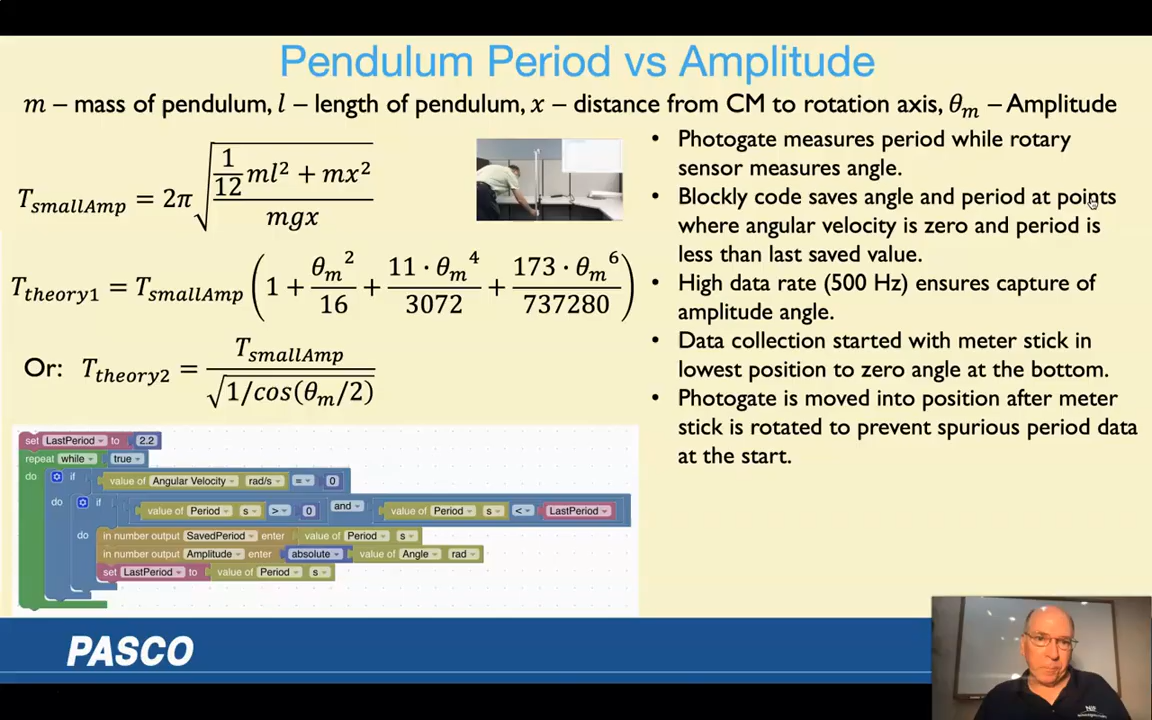 Pendulum Period vs Amplitude
m – mass of pendulum, l – length of pendulum, x – distance from CM to rotation axis, θₘ – Amplitude
T_smallAmp = 2π√((1/12 ml² + mx²)/(mgx))
T_theory1 = T_smallAmp (1 + θₘ²/16 + 11·θₘ⁴/3072 + 173·θₘ⁶/737280)
Or: T_theory2 = T_smallAmp/√(1/cos(θₘ/2))
• Photogate measures period while rotary
sensor measures angle.
• Blockly code saves angle and period at points
where angular velocity is zero and period is
less than last saved value.
• High data rate (500 Hz) ensures capture of
amplitude angle.
• Data collection started with meter stick in
lowest position to zero angle at the bottom.
• Photogate is moved into position after meter
stick is rotated to prevent spurious period data
at the start.
set LastPeriod to 2.2
repeat while true
do if value of Angular Velocity rad/s = 0
do if value of Period s > 0 and value of Period s < LastPeriod
do in number output SavedPeriod enter value of Period s
in number output Amplitude enter absolute value of Angle rad
set LastPeriod to value of Period s
PASCO